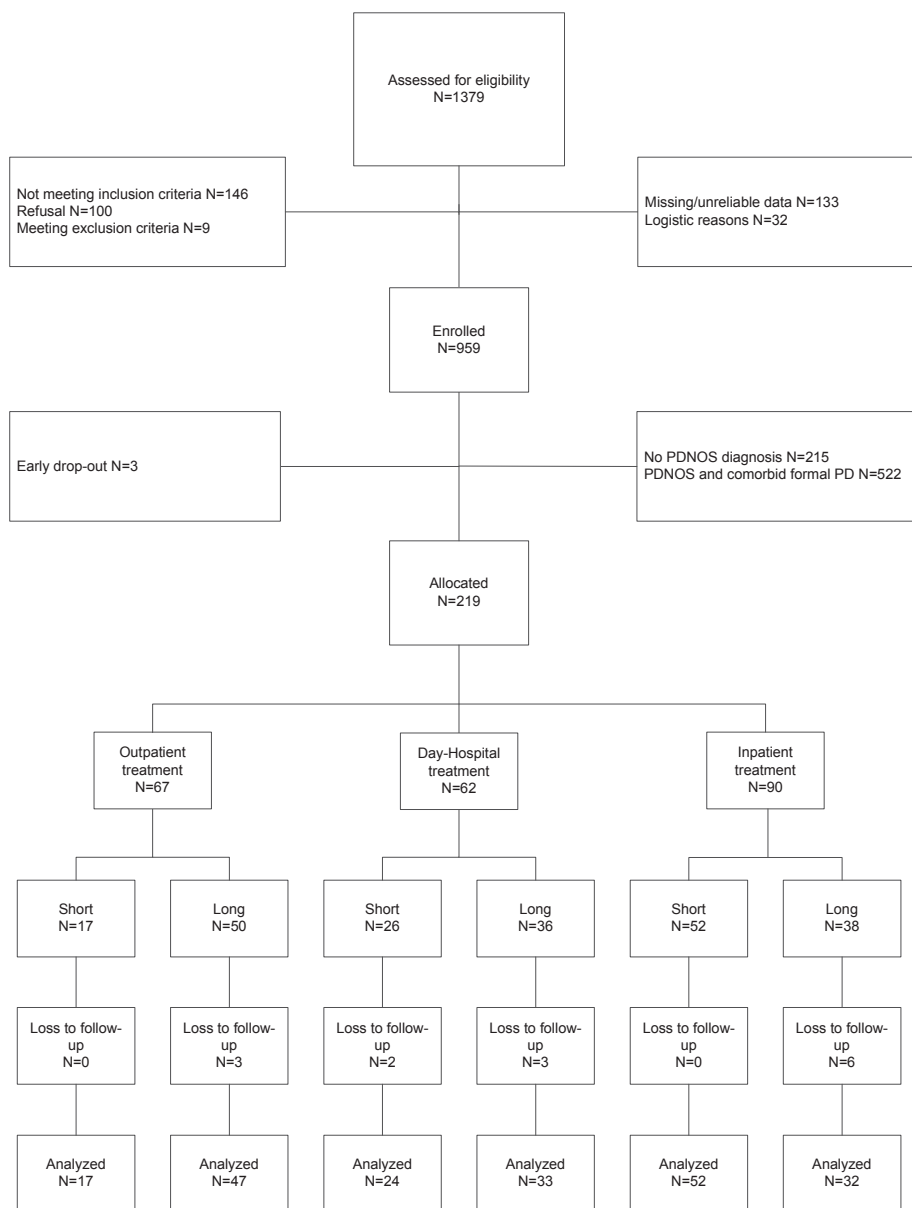 Assessed for eligibility
N=1379
Not meeting inclusion criteria N=146
Refusal N=100
Meeting exclusion criteria N=9
Missing/unreliable data N=133
Logistic reasons N=32
Enrolled
N=959
Early drop-out N=3
No PDNOS diagnosis N=215
PDNOS and comorbid formal PD N=522
Allocated
N=219
Outpatient
treatment
N=67
Day-Hospital
treatment
N=62
Inpatient
treatment
N=90
Short
N=17
Long
N=50
Short
N=26
Long
N=36
Short
N=52
Long
N=38
Loss to follow-
up
N=0
Loss to follow-
up
N=3
Loss to follow-
up
N=2
Loss to follow-
up
N=3
Loss to follow-
up
N=0
Loss to follow-
up
N=6
Analyzed
N=17
Analyzed
N=47
Analyzed
N=24
Analyzed
N=33
Analyzed
N=52
Analyzed
N=32